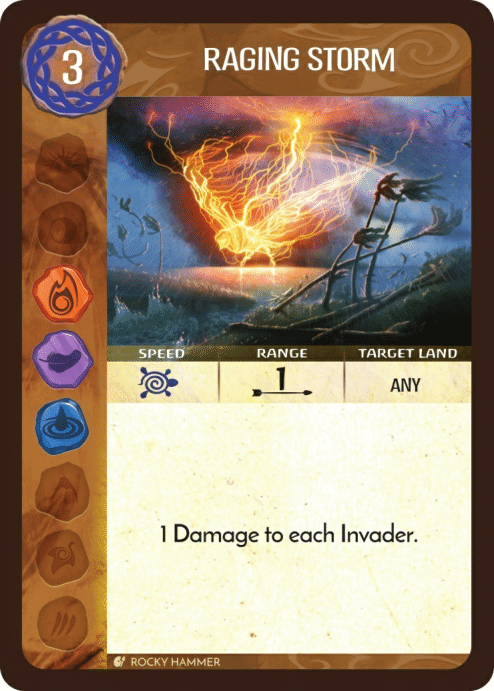 3
RAGING STORM
SPEED RANGE TARGET LAND
1 ANY
1 Damage to each Invader.
ROCKY HAMMER